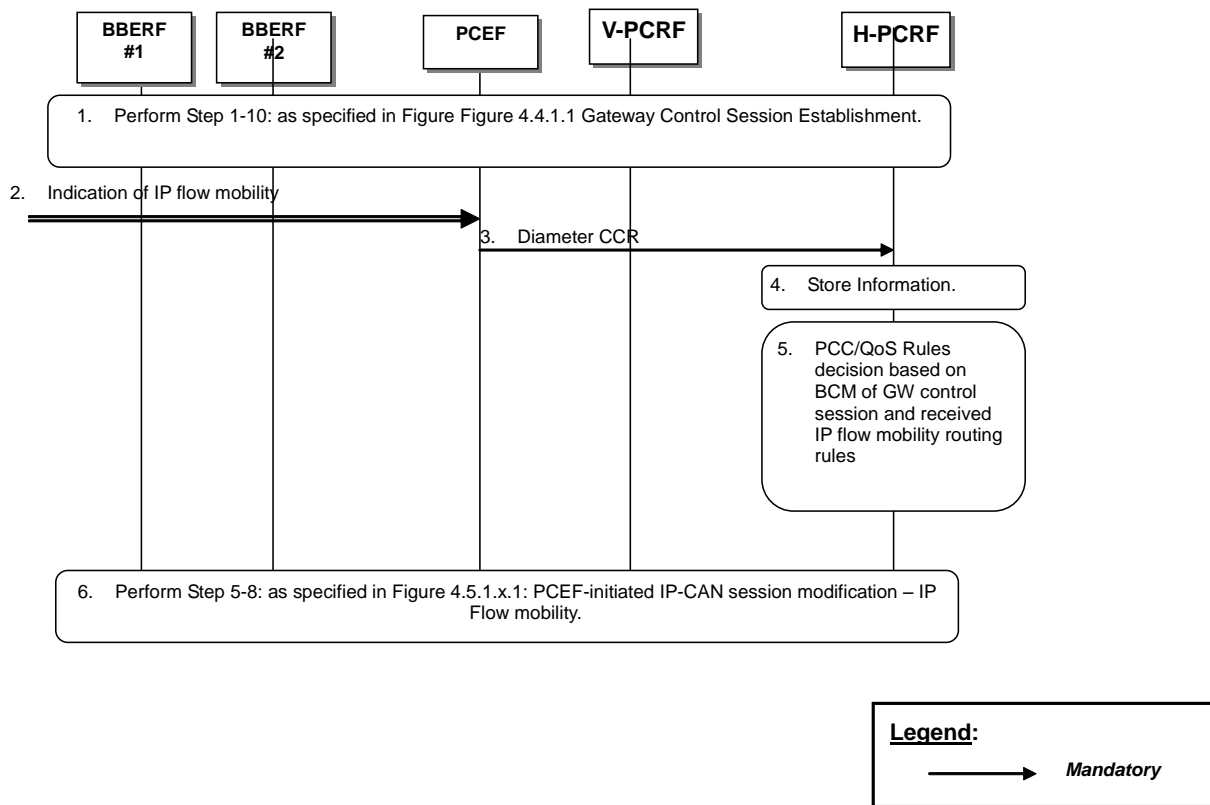 BBERF
#1
BBERF
#2
PCEF
V-PCRF
H-PCRF
1. Perform Step 1-10: as specified in Figure Figure 4.4.1.1 Gateway Control Session Establishment.
2. Indication of IP flow mobility
3. Diameter CCR
4. Store Information.
5. PCC/QoS Rules
decision based on
BCM of GW control
session and received
IP flow mobility routing
rules
6. Perform Step 5-8: as specified in Figure 4.5.1.x.1: PCEF-initiated IP-CAN session modification – IP
Flow mobility.
Legend:
Mandatory